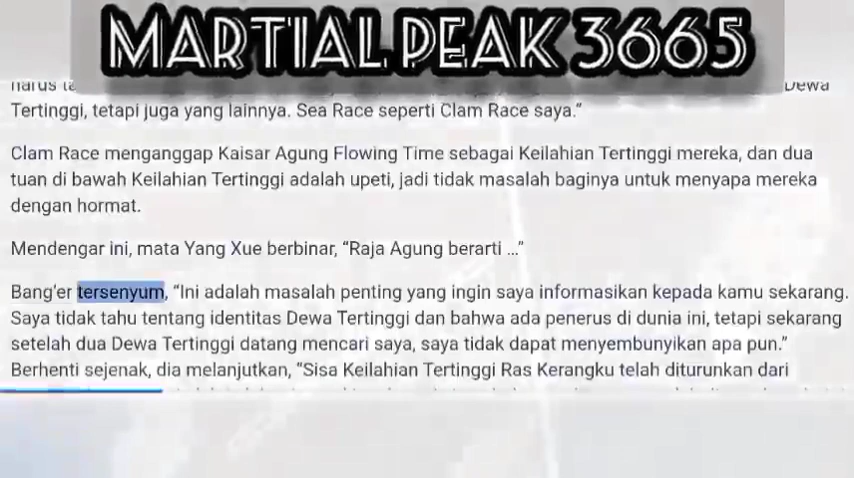 MARTIAL PEAK 3665
harus Dewa
Tertinggi, tetapi juga yang lainnya. Sea Race seperti Clam Race saya.”
Clam Race menganggap Kaisar Agung Flowing Time sebagai Keilahian Tertinggi mereka, dan dua
tuan di bawah Keilahian Tertinggi adalah upeti, jadi tidak masalah baginya untuk menyapa mereka
dengan hormat.
Mendengar ini, mata Yang Xue berbinar, “Raja Agung berarti ...”
Bang’er tersenyum, “Ini adalah masalah penting yang ingin saya informasikan kepada kamu sekarang.
Saya tidak tahu tentang identitas Dewa Tertinggi dan bahwa ada penerus di dunia ini, tetapi sekarang
setelah dua Dewa Tertinggi datang mencari saya, saya tidak dapat menyembunyikan apa pun.”
Berhenti sejenak, dia melanjutkan, “Sisa Keilahian Tertinggi Ras Kerangku telah diturunkan dari